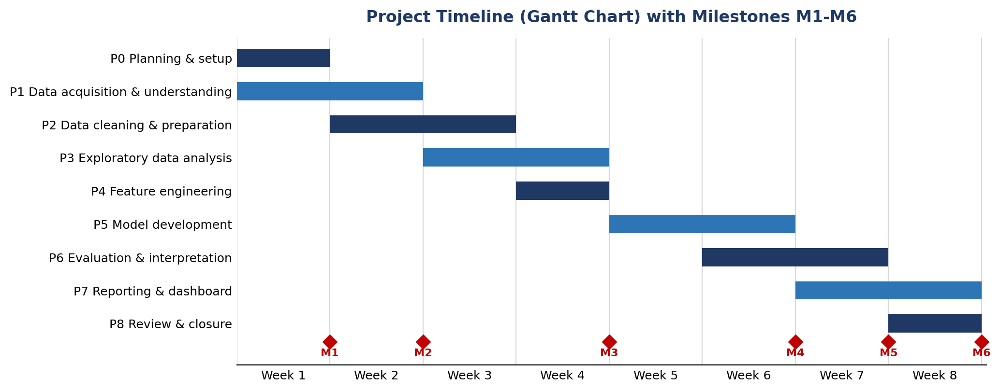 Project Timeline (Gantt Chart) with Milestones M1-M6
P0 Planning & setup
P1 Data acquisition & understanding
P2 Data cleaning & preparation
P3 Exploratory data analysis
P4 Feature engineering
P5 Model development
P6 Evaluation & interpretation
P7 Reporting & dashboard
P8 Review & closure
M1 M2 M3 M4 M5 M6
Week 1 Week 2 Week 3 Week 4 Week 5 Week 6 Week 7 Week 8